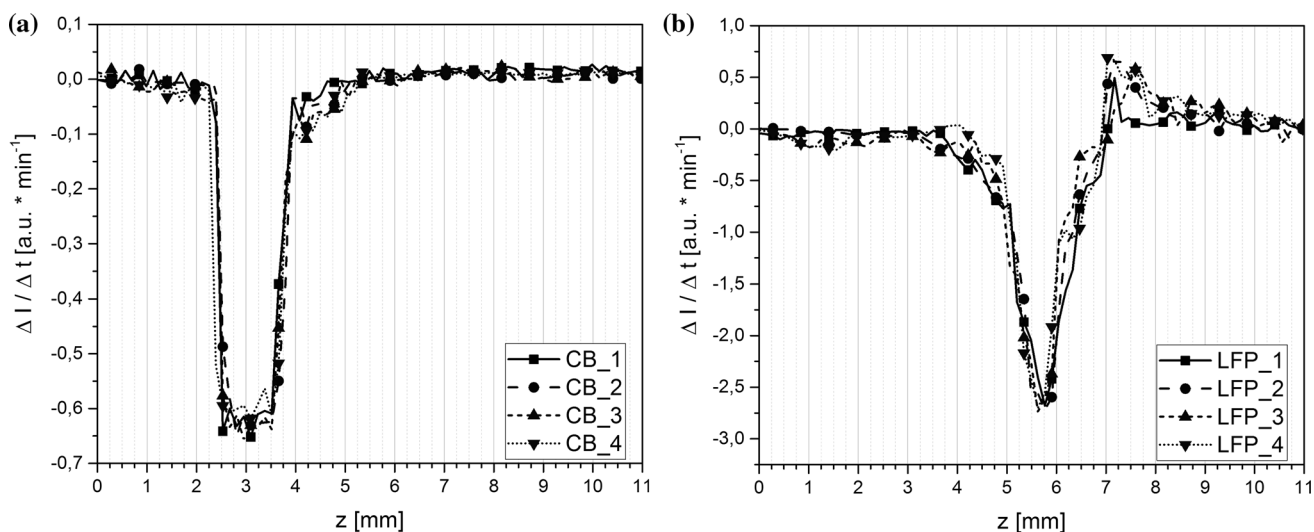 (a)
0,1
0,0
-0,1
-0,2
-0,3
-0,4
-0,5
-0,6
-0,7
Δ I / Δ t [a.u. * min⁻¹]
0 1 2 3 4 5 6 7 8 9 10 11
z [mm]
CB_1
CB_2
CB_3
CB_4
(b)
1,0
0,5
0,0
-0,5
-1,0
-1,5
-2,0
-2,5
-3,0
Δ I / Δ t [a.u. * min⁻¹]
0 1 2 3 4 5 6 7 8 9 10 11
z [mm]
LFP_1
LFP_2
LFP_3
LFP_4